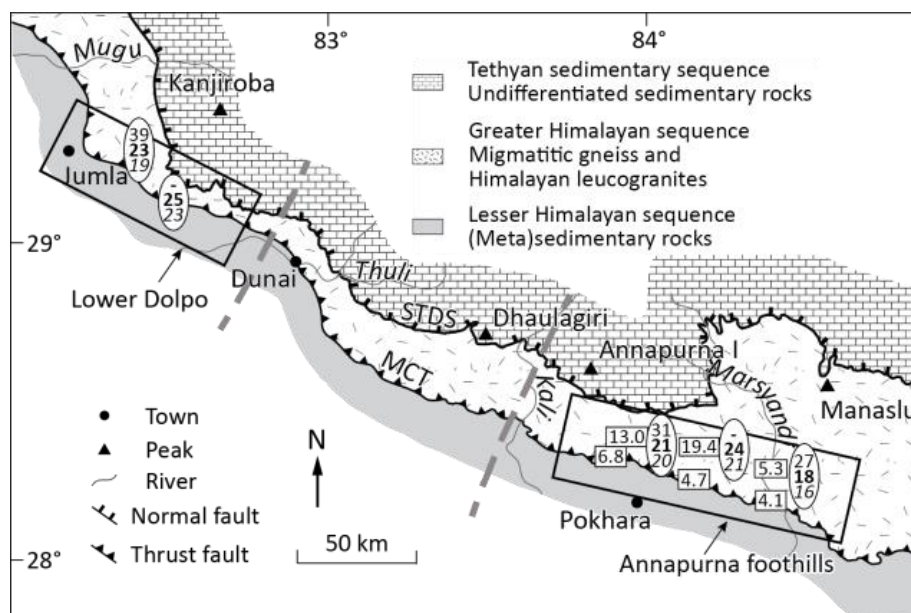 83°
84°
Mugu
Kanjiroba
Tethyan sedimentary sequence
Undifferentiated sedimentary rocks
Greater Himalayan sequence
Migmatitic gneiss and
Himalayan leucogranites
Lesser Himalayan sequence
(Meta)sedimentary rocks
39
23
19
Jumla
-
25
23
29°
Dunai
Thuli
Lower Dolpo
STDS
Dhaulagiri
MCT
Annapurna I
Kali
Marsyand
Manaslu
Town
Peak
River
Normal fault
Thrust fault
N
50 km
13.0
6.8
31
21
20
19.4
4.7
-
24
21
5.3
4.1
27
18
16
Pokhara
28°
Annapurna foothills